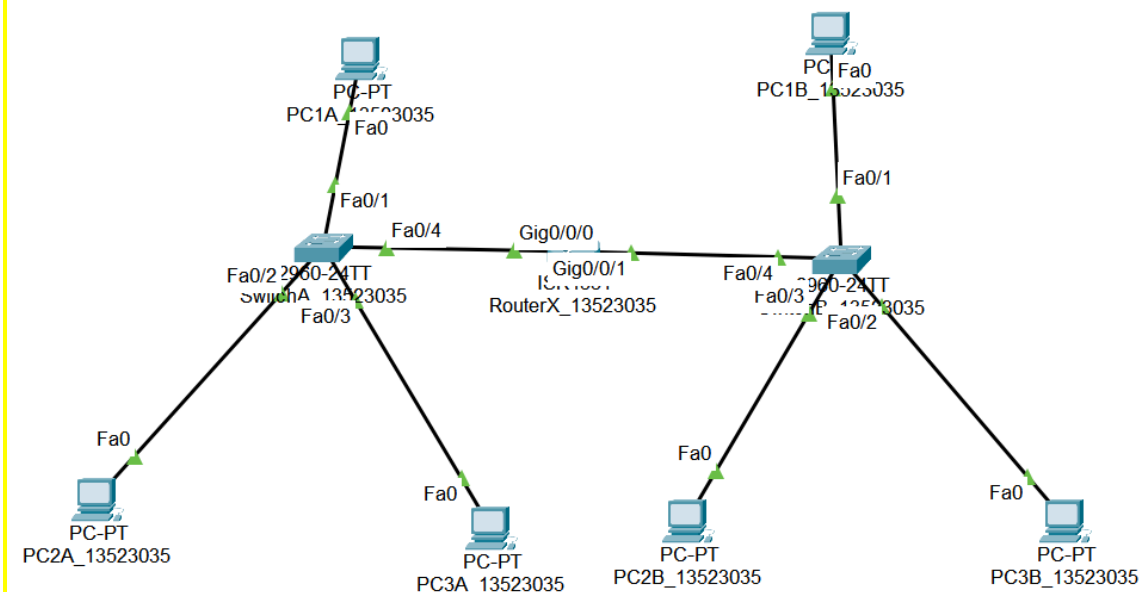 PC-PT
PC1A_13523035
Fa0
Fa0/1
PC
Fa0
PC1B_13523035
Fa0/1
Fa0/4
Gig0/0/0
Gig0/0/1
RouterX_13523035
Fa0/2
2960-24TT
SwitchA_13523035
Fa0/3
Fa0/4
2960-24TT
Fa0/3
Fa0/2
Fa0
PC-PT
PC2A_13523035
Fa0
PC-PT
PC3A_13523035
Fa0
PC-PT
PC2B_13523035
Fa0
PC-PT
PC3B_13523035